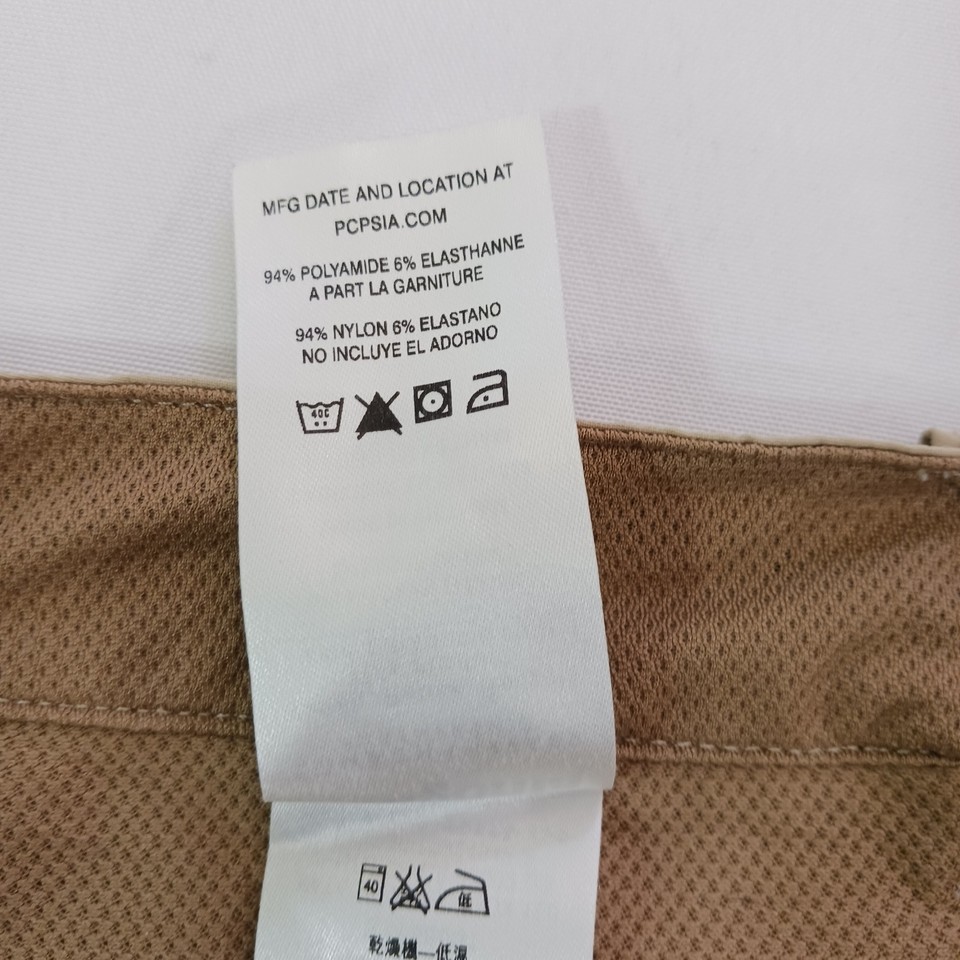 MFG DATE AND LOCATION AT
PCPSIA.COM
94% POLYAMIDE 6% ELASTHANNE
A PART LA GARNITURE
94% NYLON 6% ELASTANO
NO INCLUYE EL ADORNO
40C
40
低
乾燥機—低温